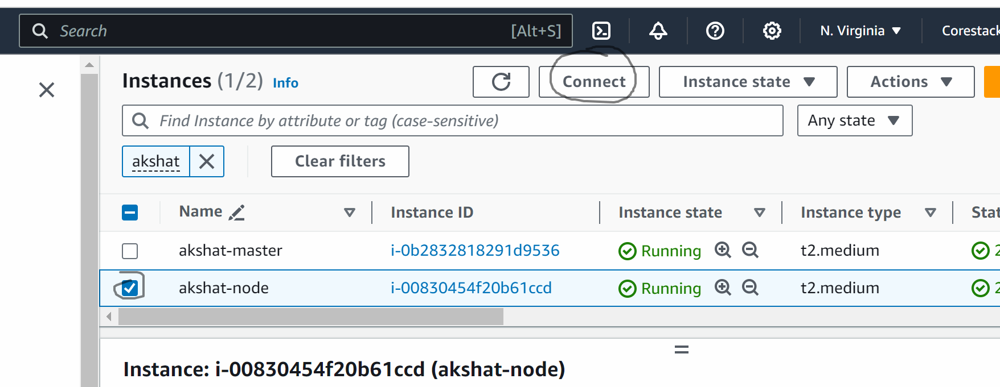 Search [Alt+S] N. Virginia Corestack
Instances (1/2) Info Connect Instance state Actions
Find Instance by attribute or tag (case-sensitive) Any state
akshat Clear filters
Name Instance ID Instance state Instance type Stat
akshat-master i-0b2832818291d9536 Running t2.medium 2
akshat-node i-00830454f20b61ccd Running t2.medium 2
Instance: i-00830454f20b61ccd (akshat-node)